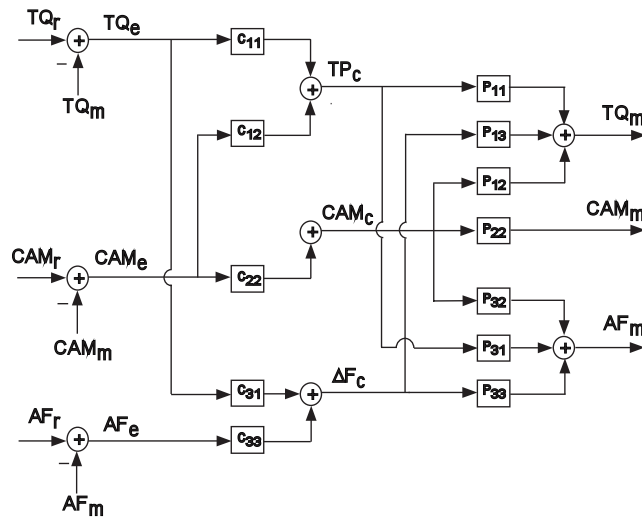 TQr
TQe
+
−
TQm
C11
TPc
+
C12
P11
P13
+
TQm
P12
CAMc
+
P22
CAMm
CAMr
CAMe
+
−
CAMm
C22
P32
P31
+
AFm
P33
ΔFc
C31
+
C33
AFr
AFe
+
−
AFm